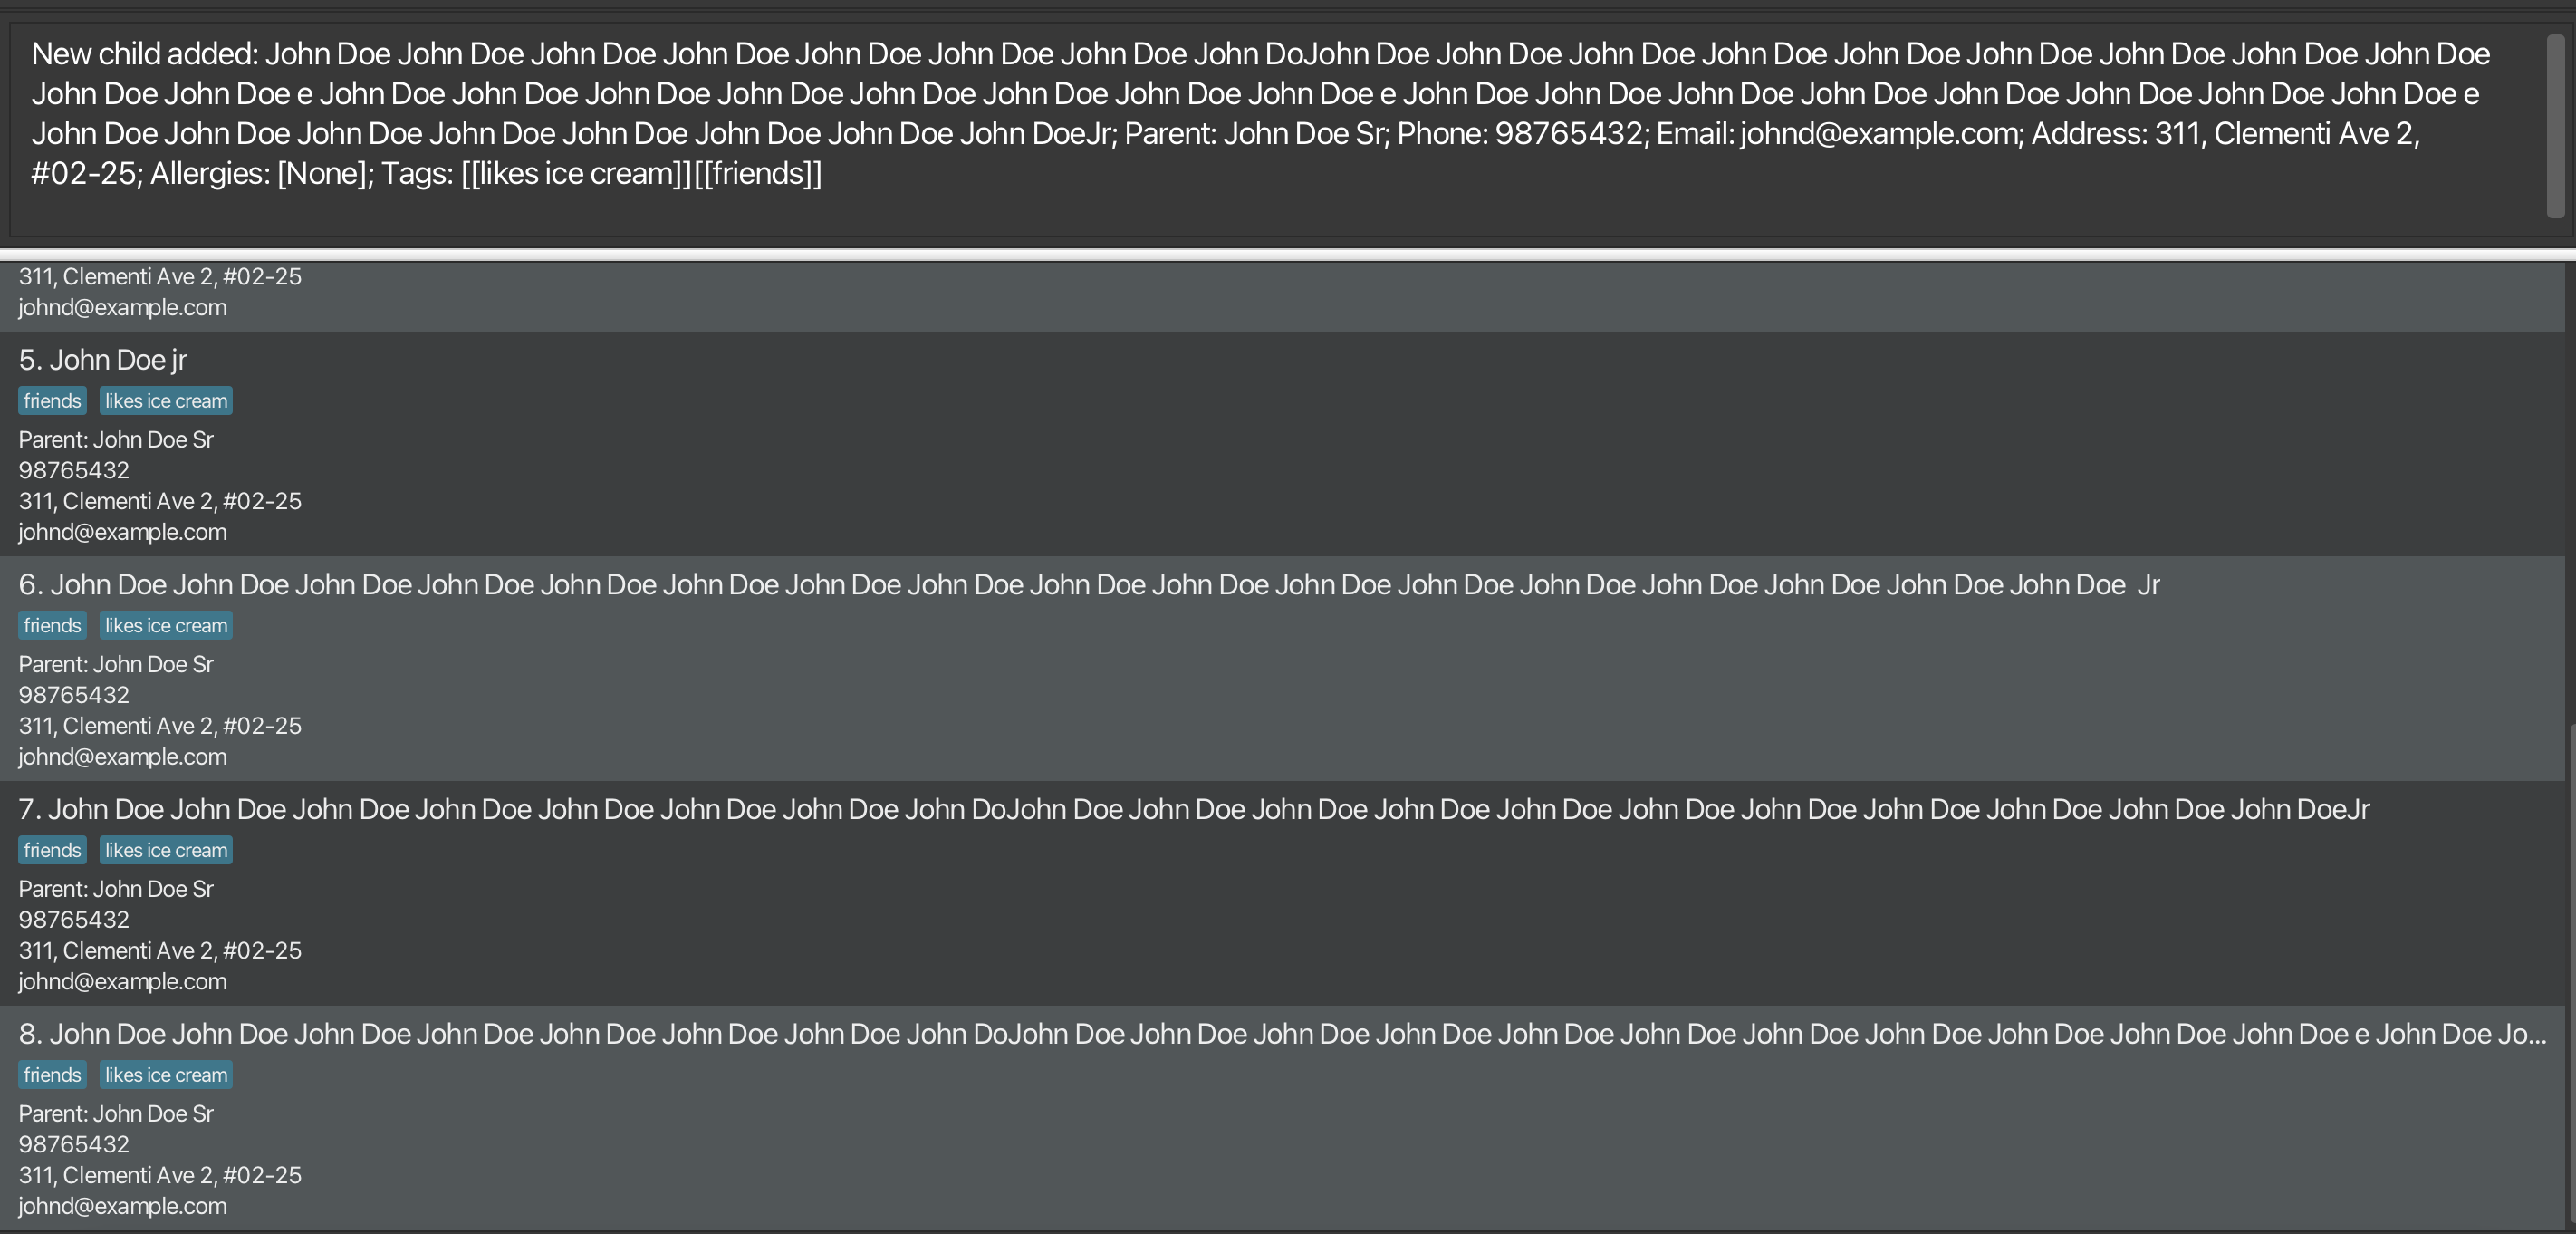 New child added: John Doe John Doe John Doe John Doe John Doe John Doe John Doe John DoJohn Doe John Doe John Doe John Doe John Doe John Doe John Doe John Doe John Doe
John Doe John Doe e John Doe John Doe John Doe John Doe John Doe John Doe John Doe John Doe e John Doe John Doe John Doe John Doe John Doe John Doe John Doe John Doe e
John Doe John Doe John Doe John Doe John Doe John Doe John Doe John DoeJr; Parent: John Doe Sr; Phone: 98765432; Email: johnd@example.com; Address: 311, Clementi Ave 2,
#02-25; Allergies: [None]; Tags: [[likes ice cream]][[friends]]
311, Clementi Ave 2, #02-25
johnd@example.com
5. John Doe jr
friends likes ice cream
Parent: John Doe Sr
98765432
311, Clementi Ave 2, #02-25
johnd@example.com
6. John Doe John Doe John Doe John Doe John Doe John Doe John Doe John Doe John Doe John Doe John Doe John Doe John Doe John Doe John Doe John Doe John Doe  Jr
friends likes ice cream
Parent: John Doe Sr
98765432
311, Clementi Ave 2, #02-25
johnd@example.com
7. John Doe John Doe John Doe John Doe John Doe John Doe John Doe John DoJohn Doe John Doe John Doe John Doe John Doe John Doe John Doe John Doe John Doe John Doe John DoeJr
friends likes ice cream
Parent: John Doe Sr
98765432
311, Clementi Ave 2, #02-25
johnd@example.com
8. John Doe John Doe John Doe John Doe John Doe John Doe John Doe John DoJohn Doe John Doe John Doe John Doe John Doe John Doe John Doe John Doe John Doe John Doe John Doe e John Doe Jo...
friends likes ice cream
Parent: John Doe Sr
98765432
311, Clementi Ave 2, #02-25
johnd@example.com